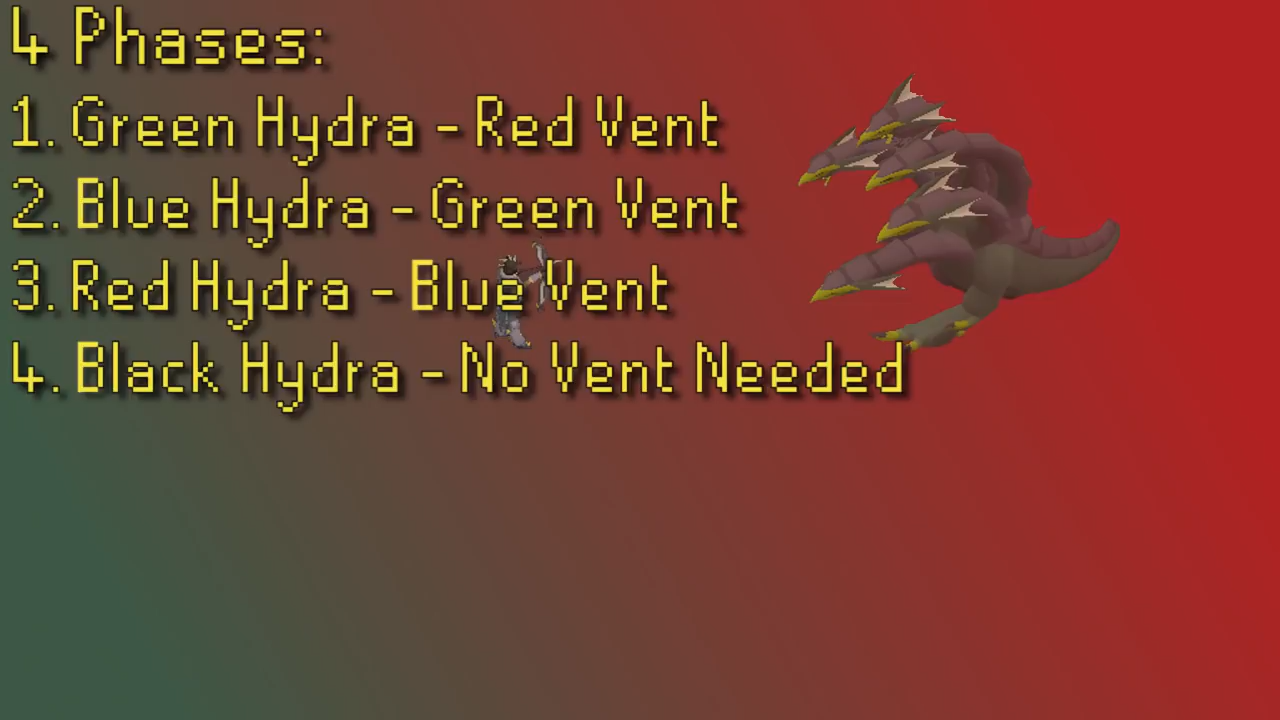 4 Phases:
1. Green Hydra - Red Vent
2. Blue Hydra - Green Vent
3. Red Hydra - Blue Vent
4. Black Hydra - No Vent Needed